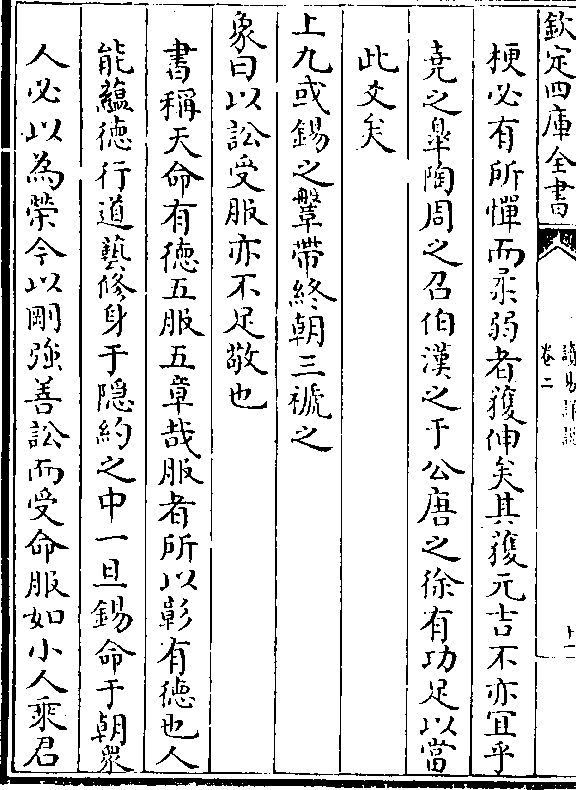 欽定四庫全書
卷二
梗必有所憚而柔弱者獲伸矣其獲元吉不亦宜乎
堯之皐陶周之召伯漢之于公唐之徐有功足以當
此爻矣
上九或錫之鞶帶終朝三褫之
象曰以訟受服亦不足敬也
書稱天命有德五服五章哉服者所以彰有德也人
能蘊德行道藝修身于隱約之中一旦錫命于朝衆
人必以為榮今以剛強善訟而受命服如小人乘君